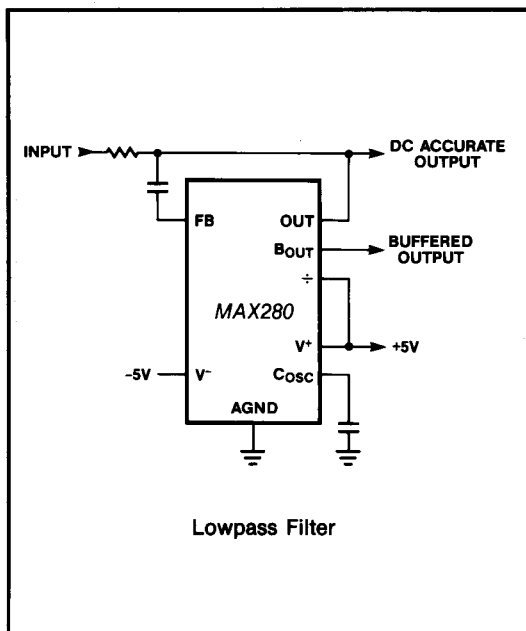 INPUT
DC ACCURATE
OUTPUT
FB
OUT
BOUT
BUFFERED
OUTPUT
÷
MAX280
V+
+5V
-5V
V-
COSC
AGND
Lowpass Filter